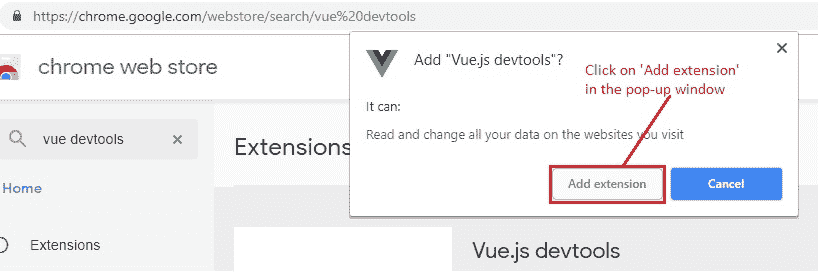 https://chrome.google.com/webstore/search/vue%20devtools
chrome web store
vue devtools
Home
Extensions
Extensions
Add "Vue.js devtools"?
Click on 'Add extension'
in the pop-up window
It can:
Read and change all your data on the websites you visit
Add extension
Cancel
Vue.js devtools